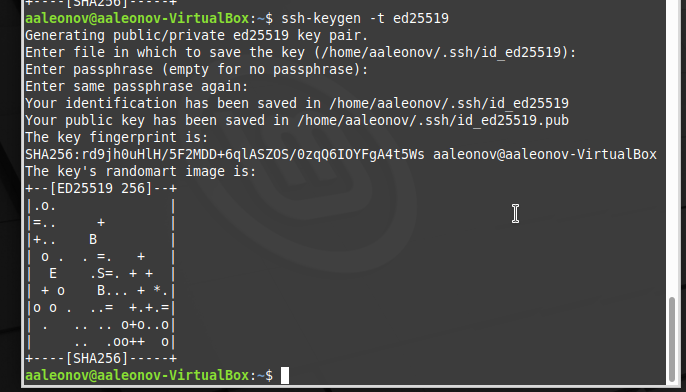 +----[SHA256]-----+
aaleonov@aaleonov-VirtualBox:~$ ssh-keygen -t ed25519
Generating public/private ed25519 key pair.
Enter file in which to save the key (/home/aaleonov/.ssh/id_ed25519):
Enter passphrase (empty for no passphrase):
Enter same passphrase again:
Your identification has been saved in /home/aaleonov/.ssh/id_ed25519
Your public key has been saved in /home/aaleonov/.ssh/id_ed25519.pub
The key fingerprint is:
SHA256:rd9jh0uHlH/5F2MDD+6qlASZOS/0zqQ6IOYFgA4t5Ws aaleonov@aaleonov-VirtualBox
The key's randomart image is:
+--[ED25519 256]--+
|.o.              |
|=..     +        |
|+..    B         |
| o .  . =.   +   |
|  E    .S=. + +  |
| + o    B... + *.|
|o o .  ..=  +.+.=|
| .   .. .. o+o..o|
|     ..  .oo++  o|
+----[SHA256]-----+
aaleonov@aaleonov-VirtualBox:~$